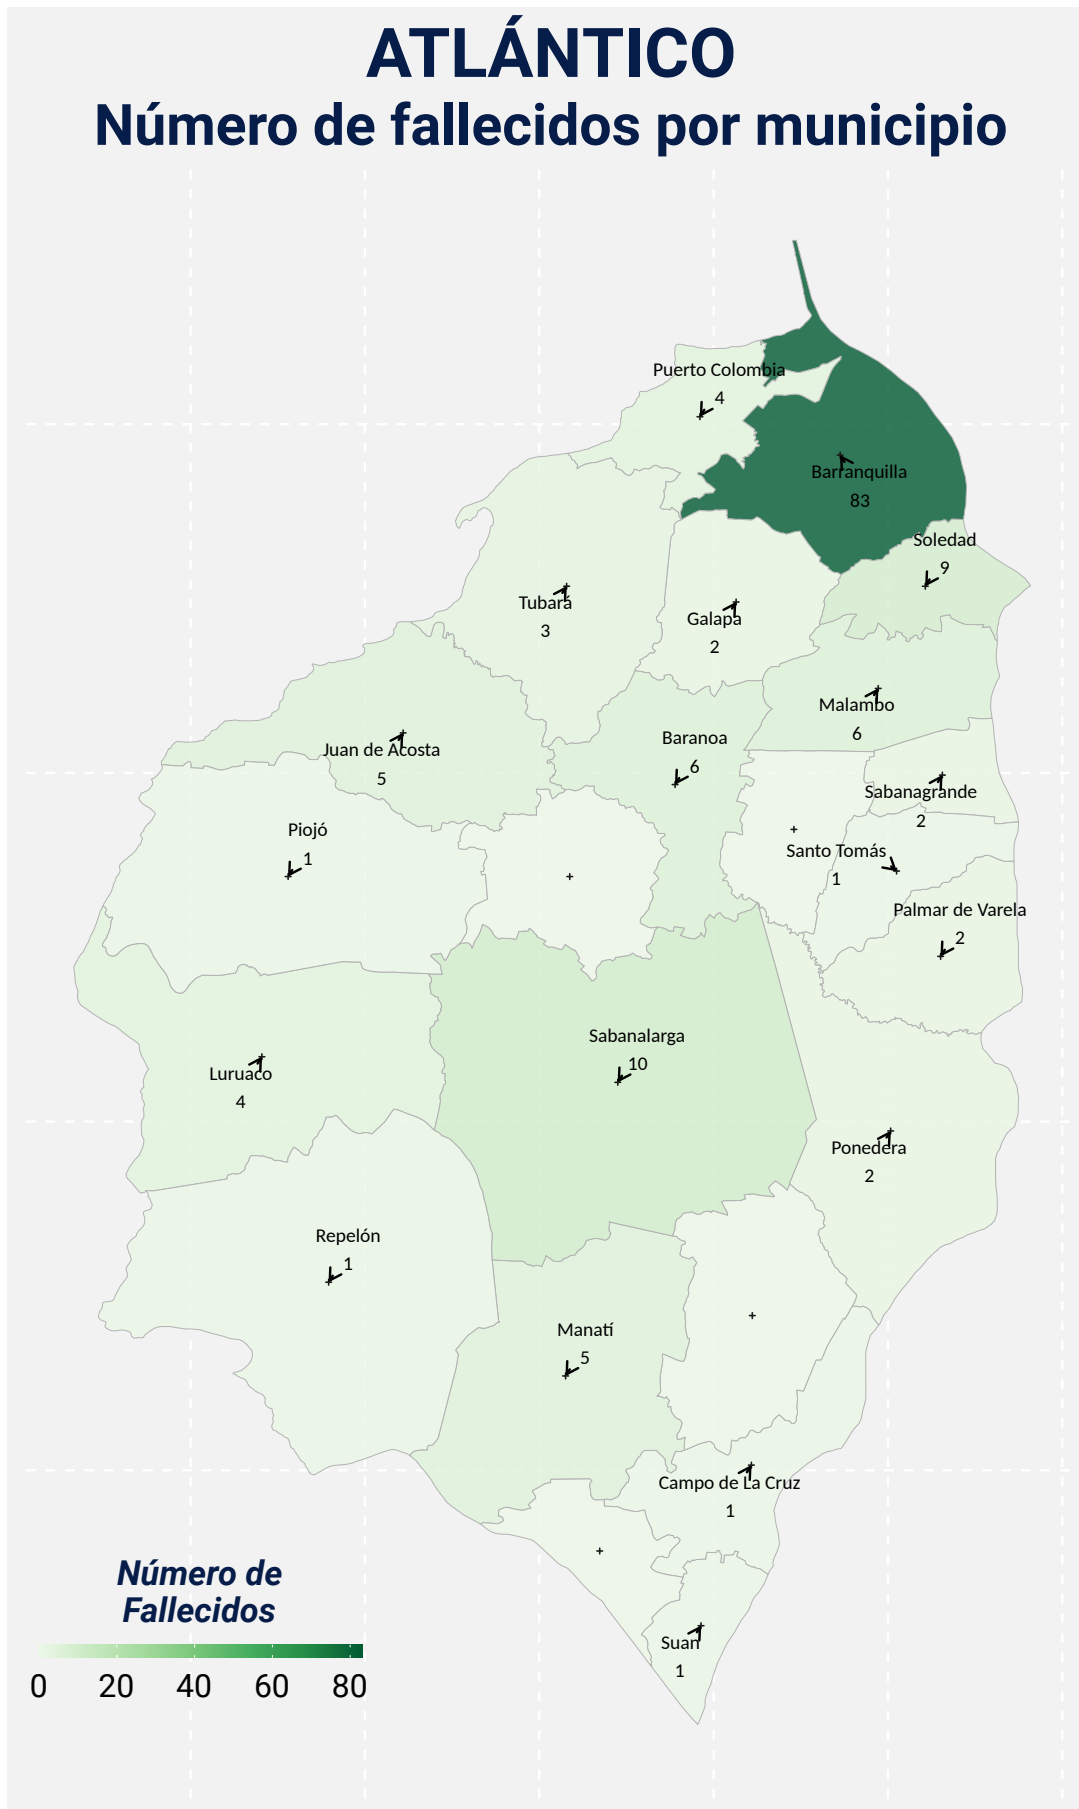 ATLÁNTICO
Número de fallecidos por municipio
Puerto Colombia
4
Barranquilla
83
Soledad
9
Tubará
3
Galapa
2
Malambo
6
Juan de Acosta
5
Baranoa
6
Sabanagrande
2
Piojó
1
Santo Tomás
1
Palmar de Varela
2
Sabanalarga
10
Luruaco
4
Ponedera
2
Repelón
1
Manatí
5
Campo de La Cruz
1
Suan
1
Número de
Fallecidos
0 20 40 60 80